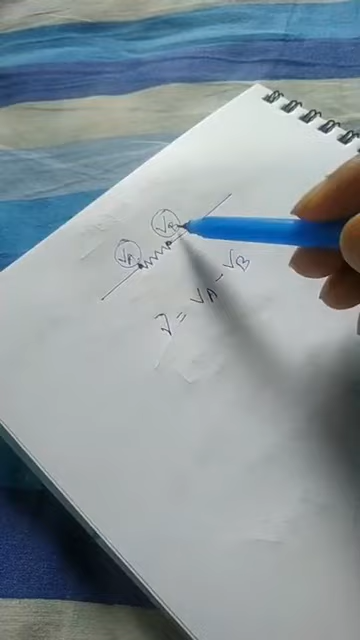 VA
VB
V = VA - VB